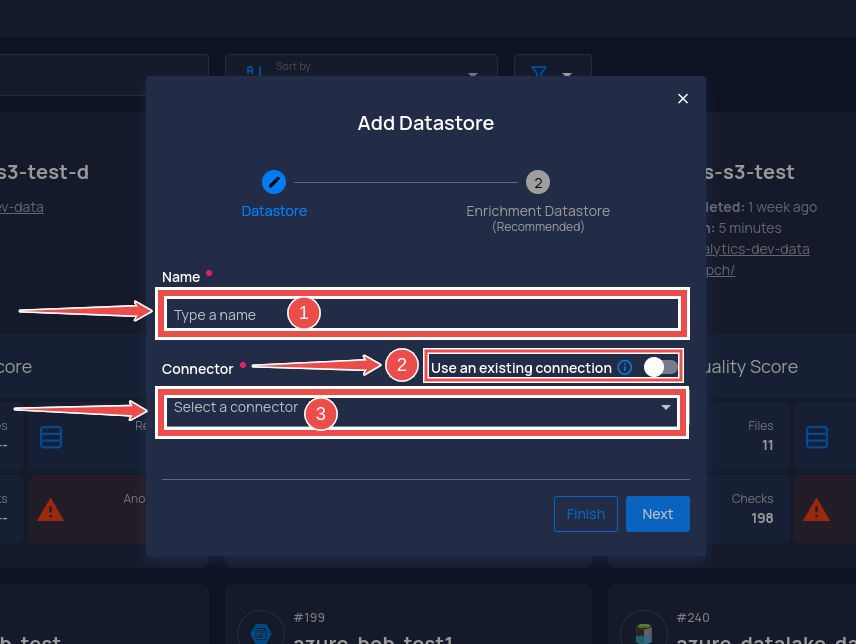 Sort by
Add Datastore
2
Datastore
Enrichment Datastore
(Recommended)
Name
Type a name
1
Connector
2
Use an existing connection
Select a connector
3
Finish
Next
s3-test-d
ev-data
s-s3-test
leted: 1 week ago
n: 5 minutes
alytics-dev-data
pch/
core
uality Score
Re
Files
11
Ano
Checks
198
#199
azure_bob_test1
#240
azure_datalake_da
b_test